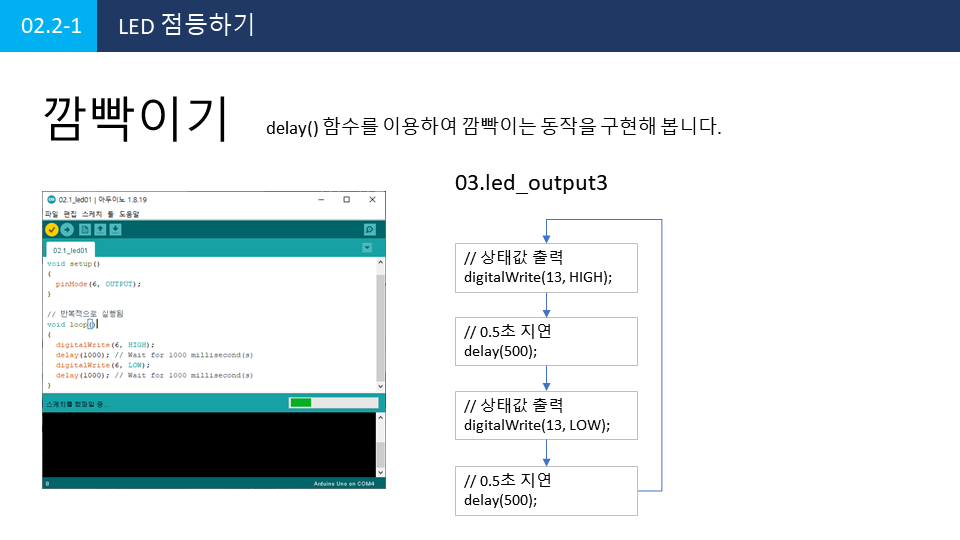 02.2-1
LED 점등하기
깜빡이기
delay() 함수를 이용하여 깜빡이는 동작을 구현해 봅니다.
02.1_led01 | 아두이노 1.8.19
파일 편집 스케치 툴 도움말
02.1_led01
void setup()
{
pinMode(6, OUTPUT);
}
// 반복적으로 실행됨
void loop()
{
digitalWrite(6, HIGH);
delay(1000); // Wait for 1000 millisecond(s)
digitalWrite(6, LOW);
delay(1000); // Wait for 1000 millisecond(s)
}
스케치를 컴파일 중...
8
Arduino Uno on COM4
03.led_output3
// 상태값 출력
digitalWrite(13, HIGH);
// 0.5초 지연
delay(500);
// 상태값 출력
digitalWrite(13, LOW);
// 0.5초 지연
delay(500);